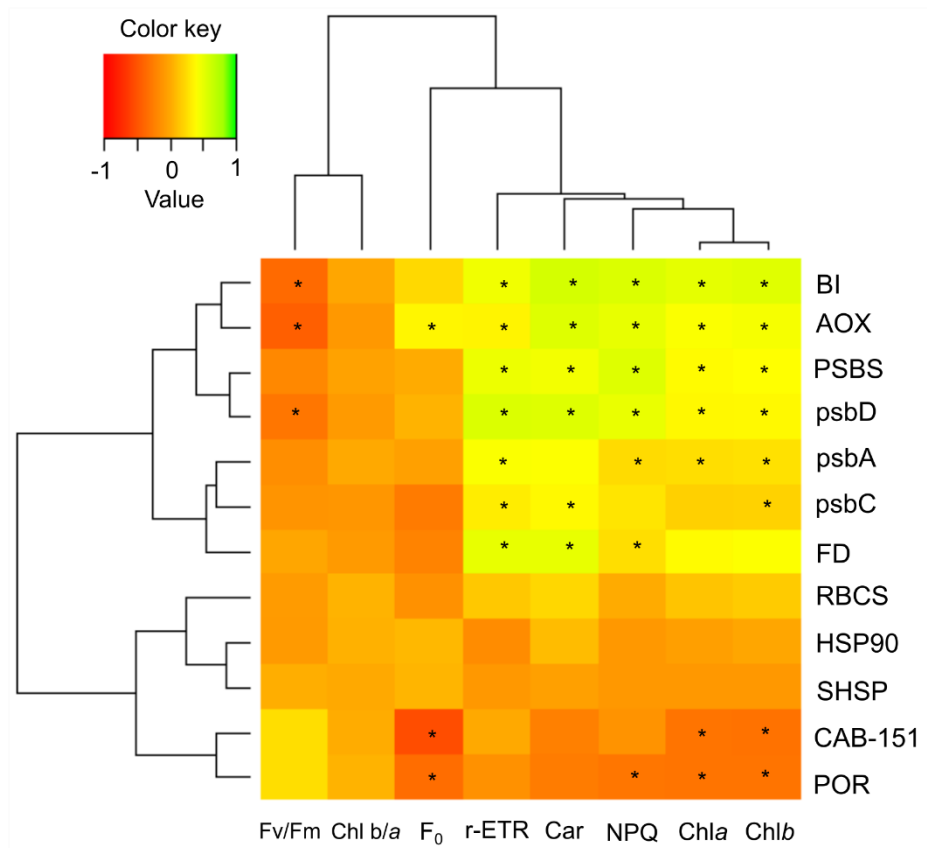 Color key
-1 0 1
Value
* * * * * * BI
* * * * * * * AOX
* * * * * PSBS
* * * * * * psbD
* * * * psbA
* * * psbC
* * * FD
RBCS
HSP90
SHSP
* * * CAB-151
* * * * POR
Fv/Fm Chl b/a F0 r-ETR Car NPQ Chla Chlb